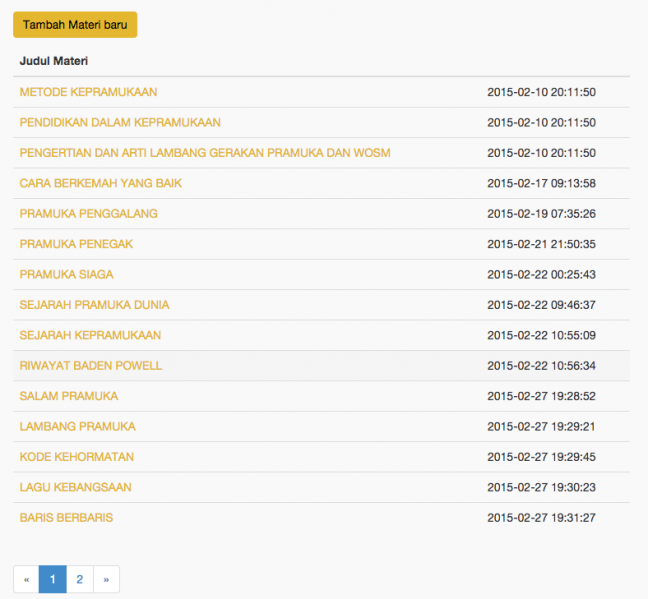 Tambah Materi baru
Judul Materi
METODE KEPRAMUKAAN 2015-02-10 20:11:50
PENDIDIKAN DALAM KEPRAMUKAAN 2015-02-10 20:11:50
PENGERTIAN DAN ARTI LAMBANG GERAKAN PRAMUKA DAN WOSM 2015-02-10 20:11:50
CARA BERKEMAH YANG BAIK 2015-02-17 09:13:58
PRAMUKA PENGGALANG 2015-02-19 07:35:26
PRAMUKA PENEGAK 2015-02-21 21:50:35
PRAMUKA SIAGA 2015-02-22 00:25:43
SEJARAH PRAMUKA DUNIA 2015-02-22 09:46:37
SEJARAH KEPRAMUKAAN 2015-02-22 10:55:09
RIWAYAT BADEN POWELL 2015-02-22 10:56:34
SALAM PRAMUKA 2015-02-27 19:28:52
LAMBANG PRAMUKA 2015-02-27 19:29:21
KODE KEHORMATAN 2015-02-27 19:29:45
LAGU KEBANGSAAN 2015-02-27 19:30:23
BARIS BERBARIS 2015-02-27 19:31:27
« 1 2 »